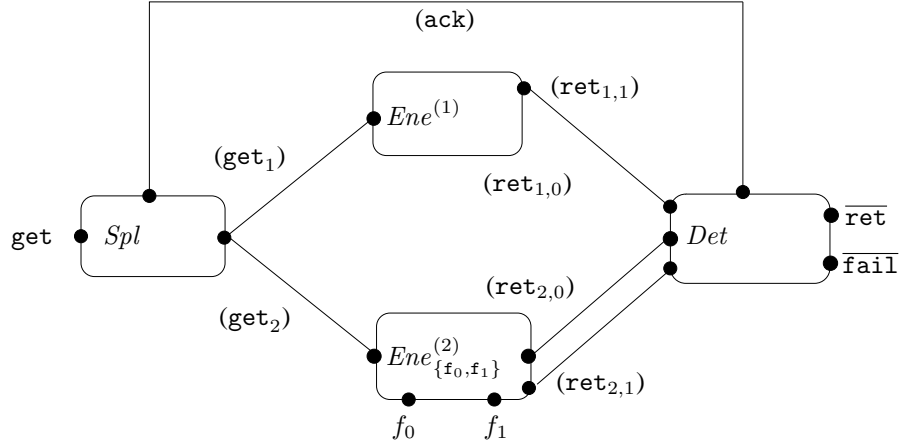 (ack)
Ene^{(1)}
(ret_{1,1})
(get_1)
(ret_{1,0})
get
Spl
Det
\overline{ret}
\overline{fail}
(get_2)
(ret_{2,0})
Ene^{(2)}_{\{f_0,f_1\}}
(ret_{2,1})
f_0
f_1